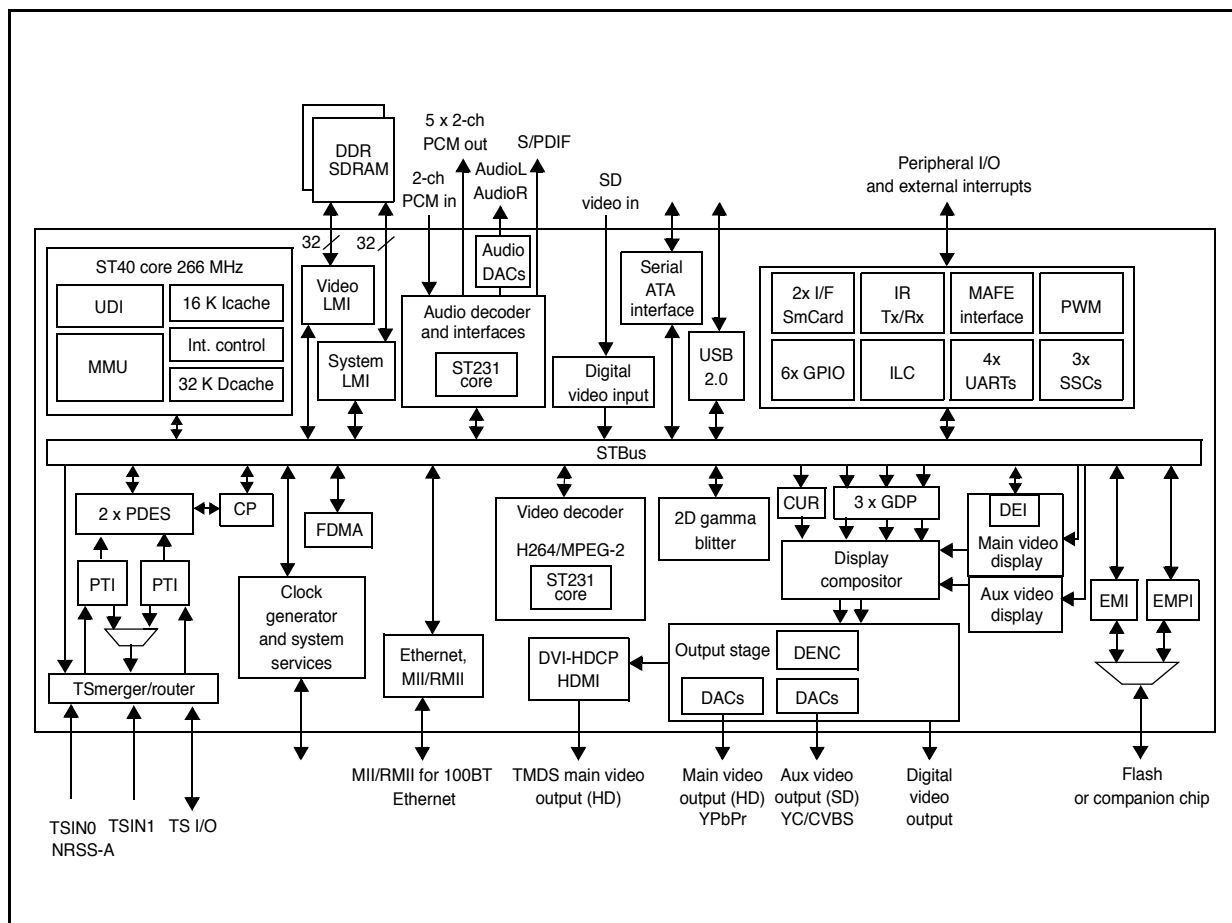 5 x 2-ch
PCM out
S/PDIF
DDR
SDRAM
2-ch
PCM in
AudioL
AudioR
SD
video in
Peripheral I/O
and external interrupts
32
32
ST40 core 266 MHz
UDI
16 K Icache
MMU
Int. control
32 K Dcache
Video
LMI
System
LMI
Audio
DACs
Audio decoder
and interfaces
ST231
core
Digital
video input
Serial
ATA
interface
USB
2.0
2x I/F
SmCard
IR
Tx/Rx
MAFE
interface
PWM
6x GPIO
ILC
4x
UARTs
3x
SSCs
STBus
2 x PDES
CP
FDMA
PTI
PTI
TSmerger/router
Clock
generator
and system
services
Ethernet,
MII/RMII
Video decoder
H264/MPEG-2
ST231
core
2D gamma
blitter
CUR
3 x GDP
DEI
Main video
display
Display
compositor
Aux video
display
EMI
EMPI
DVI-HDCP
HDMI
Output stage
DENC
DACs
DACs
TSIN0
NRSS-A
TSIN1
TS I/O
MII/RMII for 100BT
Ethernet
TMDS main video
output (HD)
Main video
output (HD)
YPbPr
Aux video
output (SD)
YC/CVBS
Digital
video
output
Flash
or companion chip